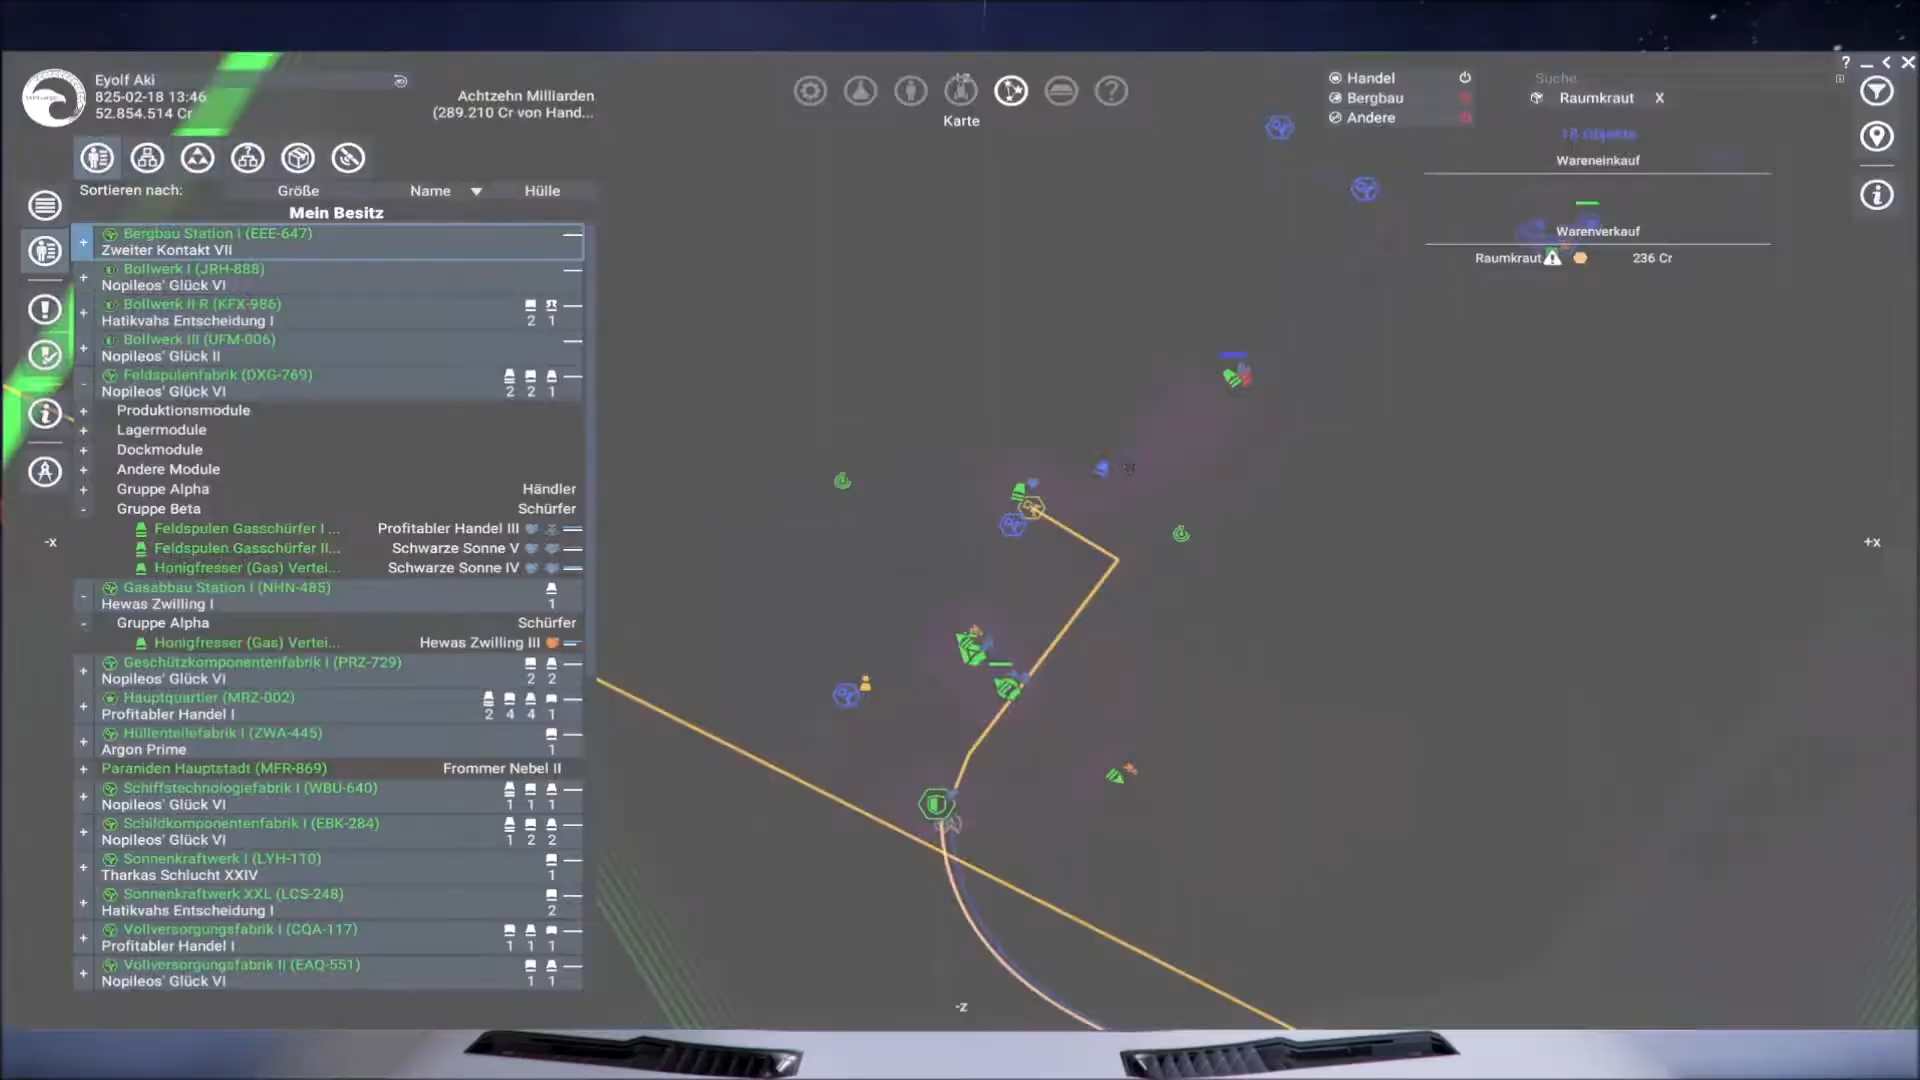 Eyolf Aki
825-02-18 13:46
52.854.514 Cr
Achtzehn Milliarden
(289.210 Cr von Hand...
Karte
Handel
Bergbau
Andere
Suche
Raumkraut X
18 Objekte
Wareneinkauf
Warenverkauf
Raumkraut 236 Cr
Sortieren nach: Größe Name Hülle
Mein Besitz
+ Bergbau Station I (EEE-647)
Zweiter Kontakt VII
+ Bollwerk I (JRH-888)
Nopileos' Glück VI
+ Bollwerk II R (KFX-986)
Hatikvahs Entscheidung I 2 1
+ Bollwerk III (UFM-006)
Nopileos' Glück II
- Feldspulenfabrik (DXG-769)
Nopileos' Glück VI 2 2 1
+ Produktionsmodule
+ Lagermodule
+ Dockmodule
+ Andere Module
+ Gruppe Alpha Händler
- Gruppe Beta Schürfer
Feldspulen Gasschürfer I ... Profitabler Handel III
Feldspulen Gasschürfer II... Schwarze Sonne V
Honigfresser (Gas) Vertei... Schwarze Sonne IV
- Gasabbau Station I (NHN-485)
Hewas Zwilling I 1
- Gruppe Alpha Schürfer
Honigfresser (Gas) Vertei... Hewas Zwilling III
+ Geschützkomponentenfabrik I (PRZ-729)
Nopileos' Glück VI 2 2
+ Hauptquartier (MRZ-002)
Profitabler Handel I 2 4 4 1
+ Hüllenteilefabrik I (ZWA-445)
Argon Prime 1
+ Paraniden Hauptstadt (MFR-869) Frommer Nebel II
+ Schiffstechnologiefabrik I (WBU-640)
Nopileos' Glück VI 1 1 1
+ Schildkomponentenfabrik I (EBK-284)
Nopileos' Glück VI 1 2 2
+ Sonnenkraftwerk I (LYH-110)
Tharkas Schlucht XXIV 1
+ Sonnenkraftwerk XXL (LCS-248)
Hatikvahs Entscheidung I 2
+ Vollversorgungsfabrik I (CQA-117)
Profitabler Handel I 1 1 1
+ Vollversorgungsfabrik II (EAQ-551)
Nopileos' Glück VI 1 1
-x
+x
-z